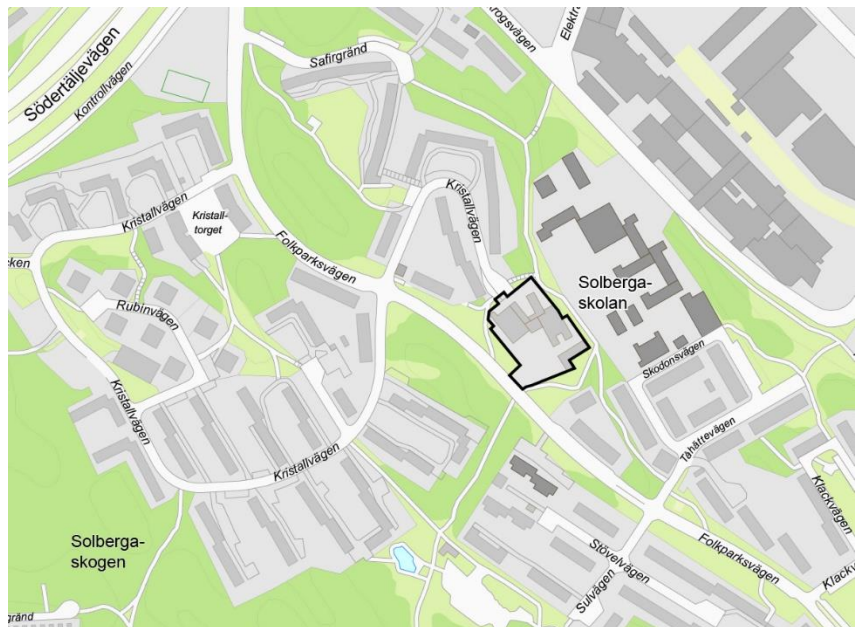 Södertäljevägen
Kontrollvägen
Safirgränd
Elektra
Kristallvägen
Kristall-
torget
Kristallvägen
Folkparksvägen
Rubinvägen
Solberga-
skolan
Skodonsvägen
Kristallvägen
Kristallvägen
Tåhättevägen
Klackvägen
Solberga-
skogen
Stövelvägen
Folkparksvägen
Sulvägen
gränd